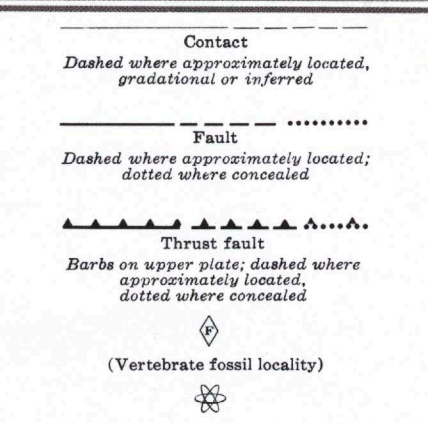 Contact
Dashed where approximately located,
gradational or inferred
Fault
Dashed where approximately located;
dotted where concealed
Thrust fault
Barbs on upper plate; dashed where
approximately located,
dotted where concealed
F
(Vertebrate fossil locality)